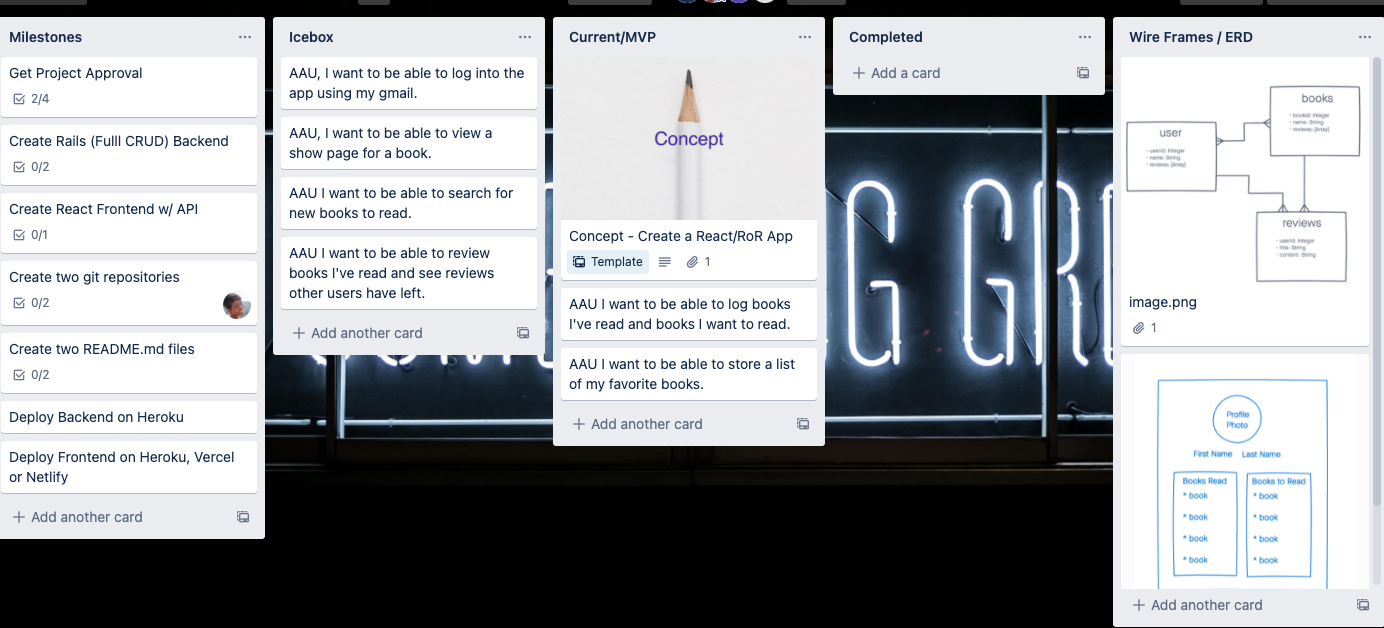 Milestones
Get Project Approval
2/4
Create Rails (Fulll CRUD) Backend
0/2
Create React Frontend w/ API
0/1
Create two git repositories
0/2
Create two README.md files
0/2
Deploy Backend on Heroku
Deploy Frontend on Heroku, Vercel
or Netlify
+ Add another card
Icebox
AAU, I want to be able to log into the
app using my gmail.
AAU, I want to be able to view a
show page for a book.
AAU I want to be able to search for
new books to read.
AAU I want to be able to review
books I've read and see reviews
other users have left.
+ Add another card
Current/MVP
Concept
Concept - Create a React/RoR App
Template
1
AAU I want to be able to log books
I've read and books I want to read.
AAU I want to be able to store a list
of my favorite books.
+ Add another card
Completed
+ Add a card
G GR
Wire Frames / ERD
books
- bookid: Integer
- name: String
- reviews: [Array]
user
- userid: Integer
- name: String
- reviews: [Array]
reviews
- userid: Integer
- title: String
- content: String
image.png
1
Profile
Photo
First Name Last Name
Books Read
* book
* book
* book
* book
Books to Read
* book
* book
* book
* book
+ Add another card